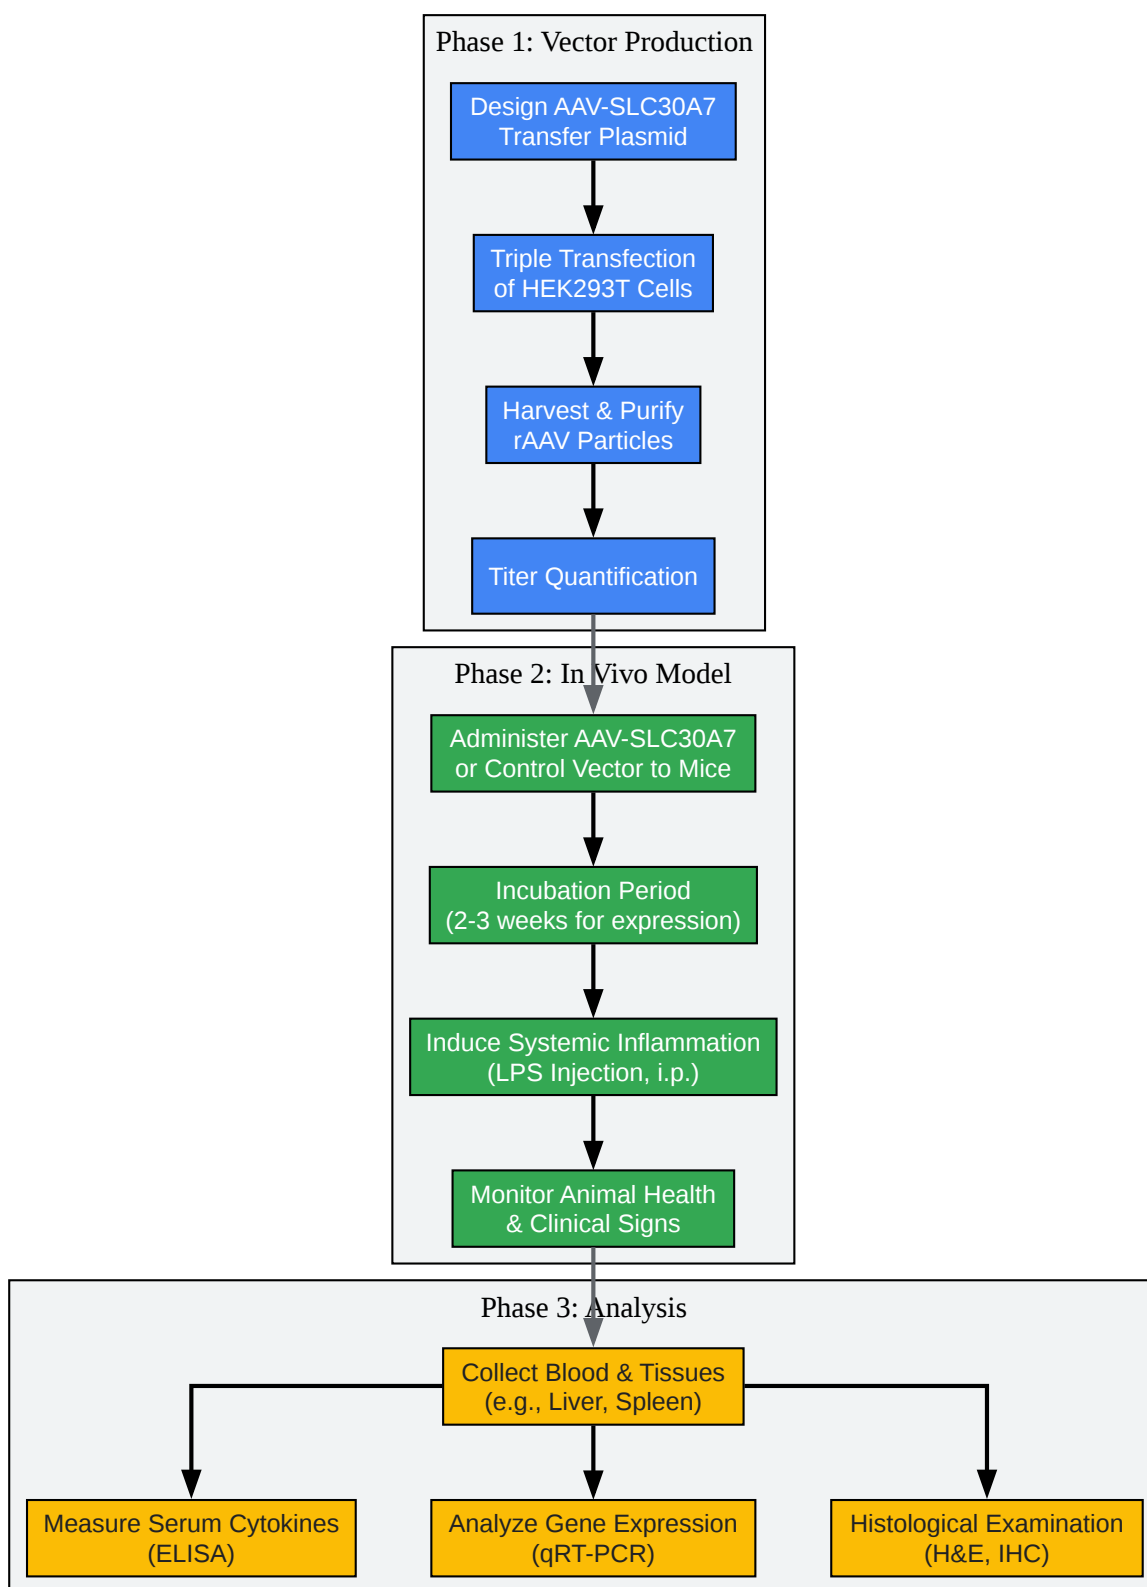 Phase 1: Vector Production
Design AAV-SLC30A7
Transfer Plasmid
Triple Transfection
of HEK293T Cells
Harvest & Purify
rAAV Particles
Titer Quantification
Phase 2: In Vivo Model
Administer AAV-SLC30A7
or Control Vector to Mice
Incubation Period
(2-3 weeks for expression)
Induce Systemic Inflammation
(LPS Injection, i.p.)
Monitor Animal Health
& Clinical Signs
Phase 3: Analysis
Collect Blood & Tissues
(e.g., Liver, Spleen)
Measure Serum Cytokines
(ELISA)
Analyze Gene Expression
(qRT-PCR)
Histological Examination
(H&E, IHC)